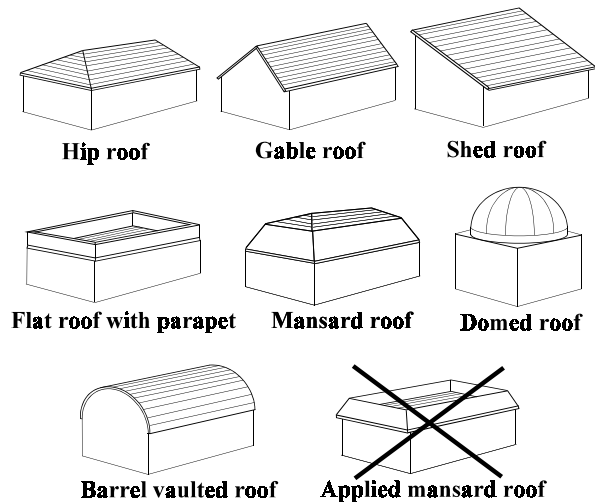 Hip roof
Gable roof
Shed roof
Flat roof with parapet
Mansard roof
Domed roof
Barrel vaulted roof
Applied mansard roof